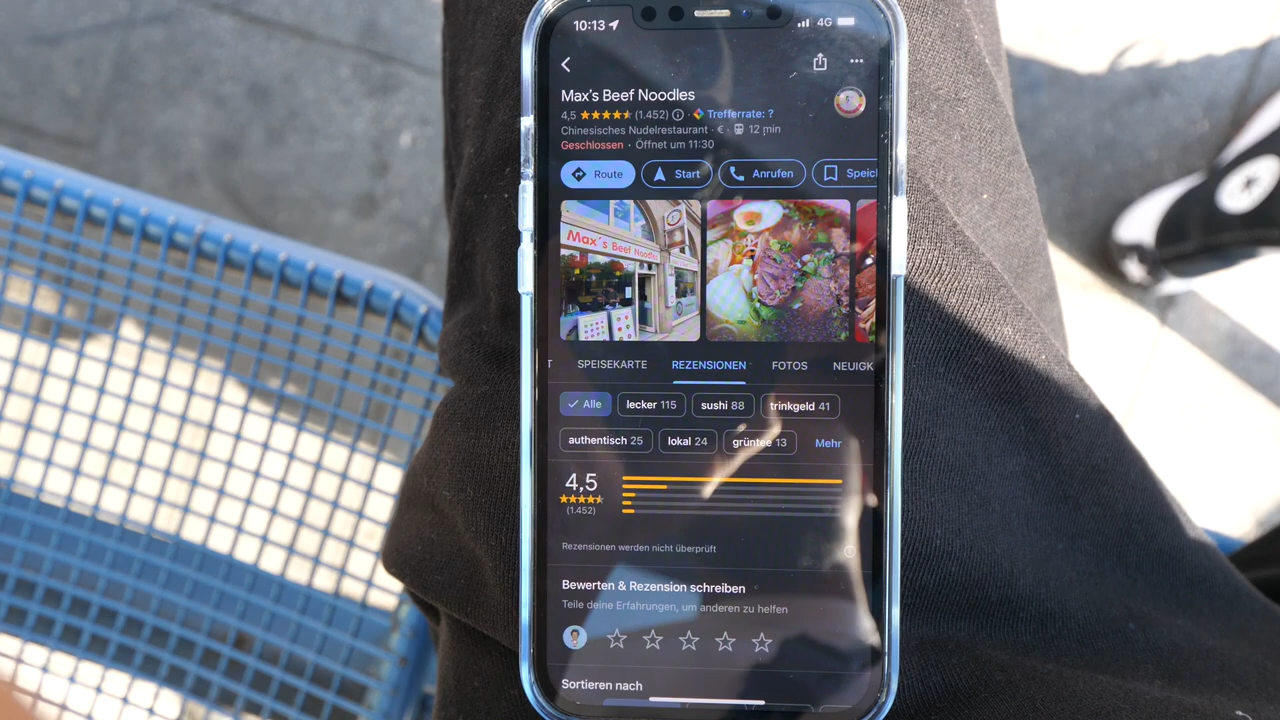 10:13 4G
Max's Beef Noodles
4,5 (1.452) · Trefferrate: ?
Chinesisches Nudelrestaurant · € · 12 min
Geschlossen · Öffnet um 11:30
Route Start Anrufen Speich
Max's Beef Noodles
T SPEISEKARTE REZENSIONEN FOTOS NEUIGK
Alle lecker 115 sushi 88 trinkgeld 41
authentisch 25 lokal 24 grüntee 13 Mehr
4,5
(1.452)
Rezensionen werden nicht überprüft
Bewerten & Rezension schreiben
Teile deine Erfahrungen, um anderen zu helfen
Sortieren nach